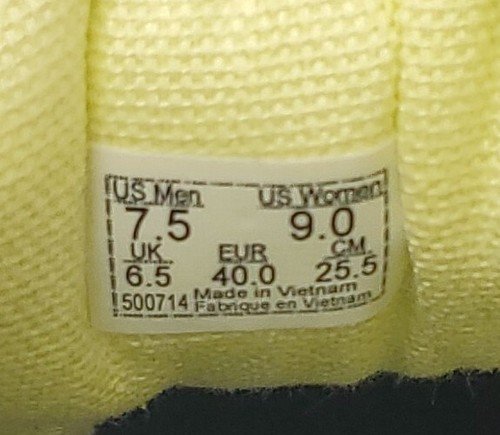 US Men US Women
7.5 9.0
UK EUR CM
6.5 40.0 25.5
500714 Made in Vietnam
Fabrique en Vietnam